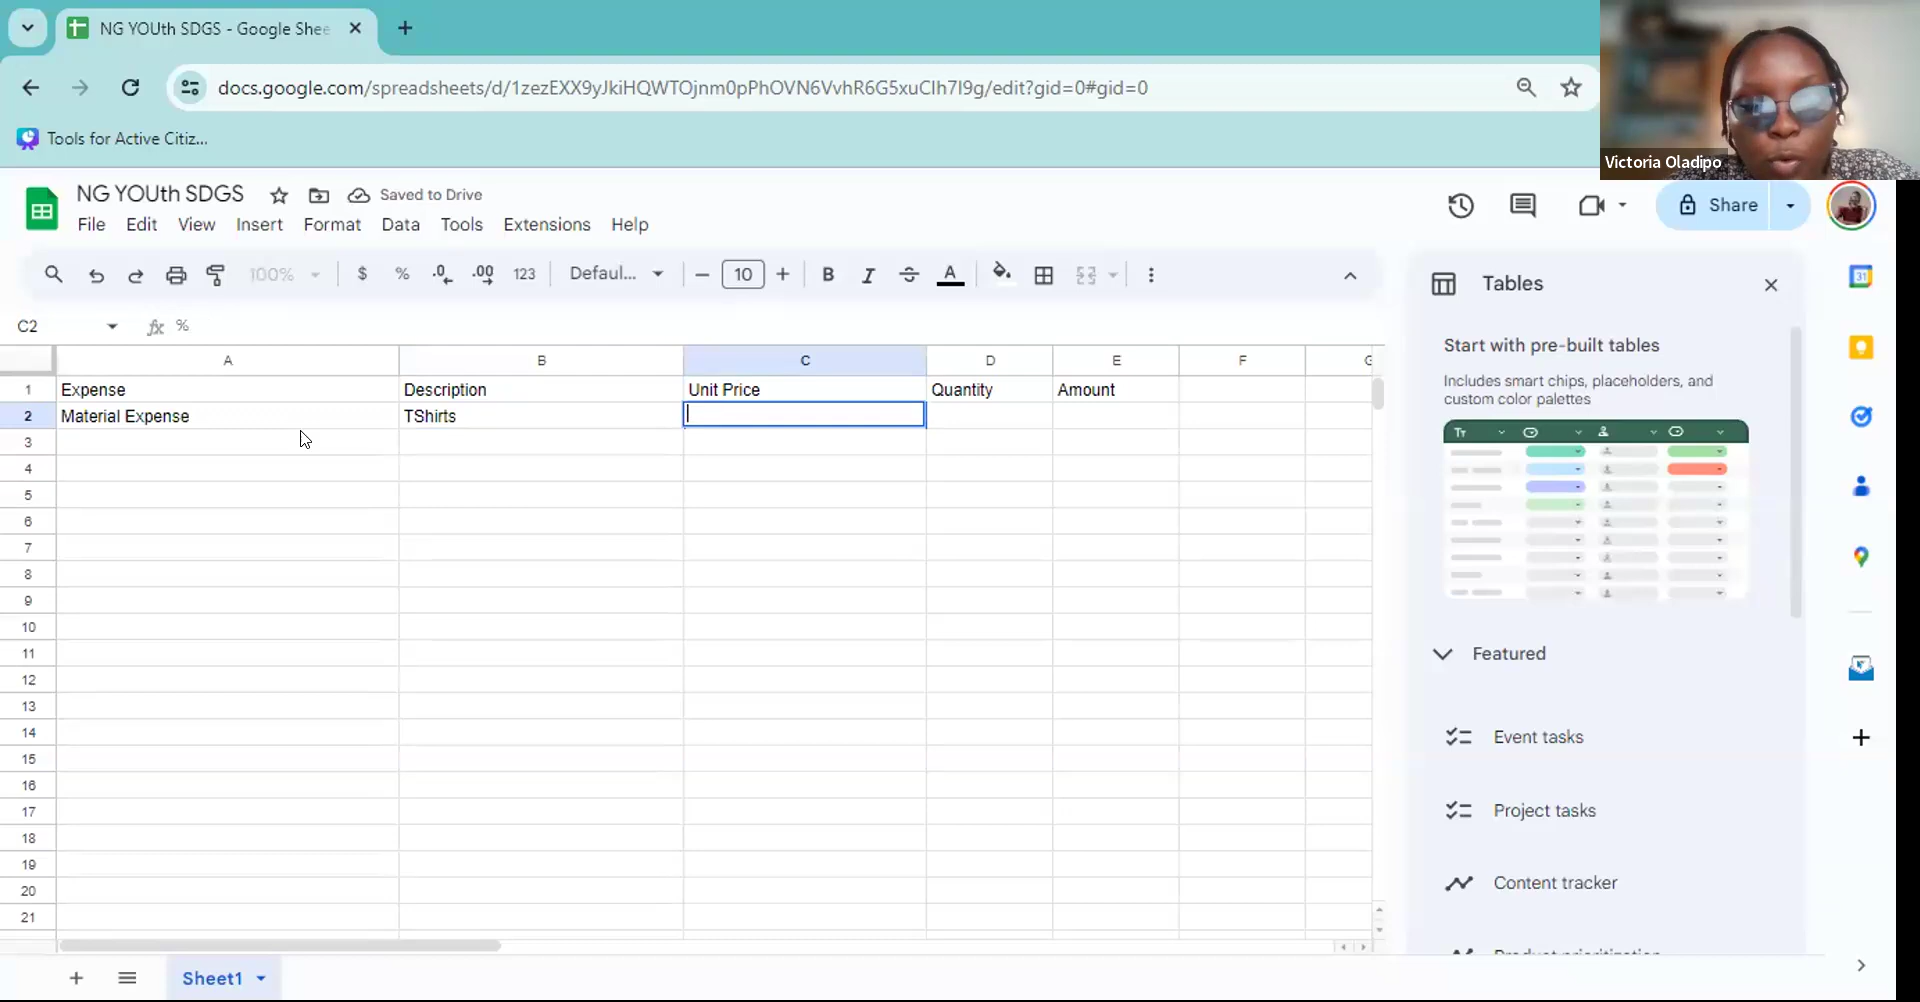 NG YOUth SDGS - Google Shee
docs.google.com/spreadsheets/d/1zezEXX9yJkiHQWTOjnm0pPhOVN6VvhR6G5xuCIh7I9g/edit?gid=0#gid=0
Tools for Active Citiz...
Victoria Oladipo
NG YOUth SDGS
Saved to Drive
File Edit View Insert Format Data Tools Extensions Help
Share
100% $ % .0 .00 123 Defaul... 10 B I A
C2 fx %
A B C D E F G
1 Expense Description Unit Price Quantity Amount
2 Material Expense TShirts
3
4
5
6
7
8
9
10
11
12
13
14
15
16
17
18
19
20
21
Sheet1
Tables
Start with pre-built tables
Includes smart chips, placeholders, and
custom color palettes
Featured
Event tasks
Project tasks
Content tracker
Product prioritization
31